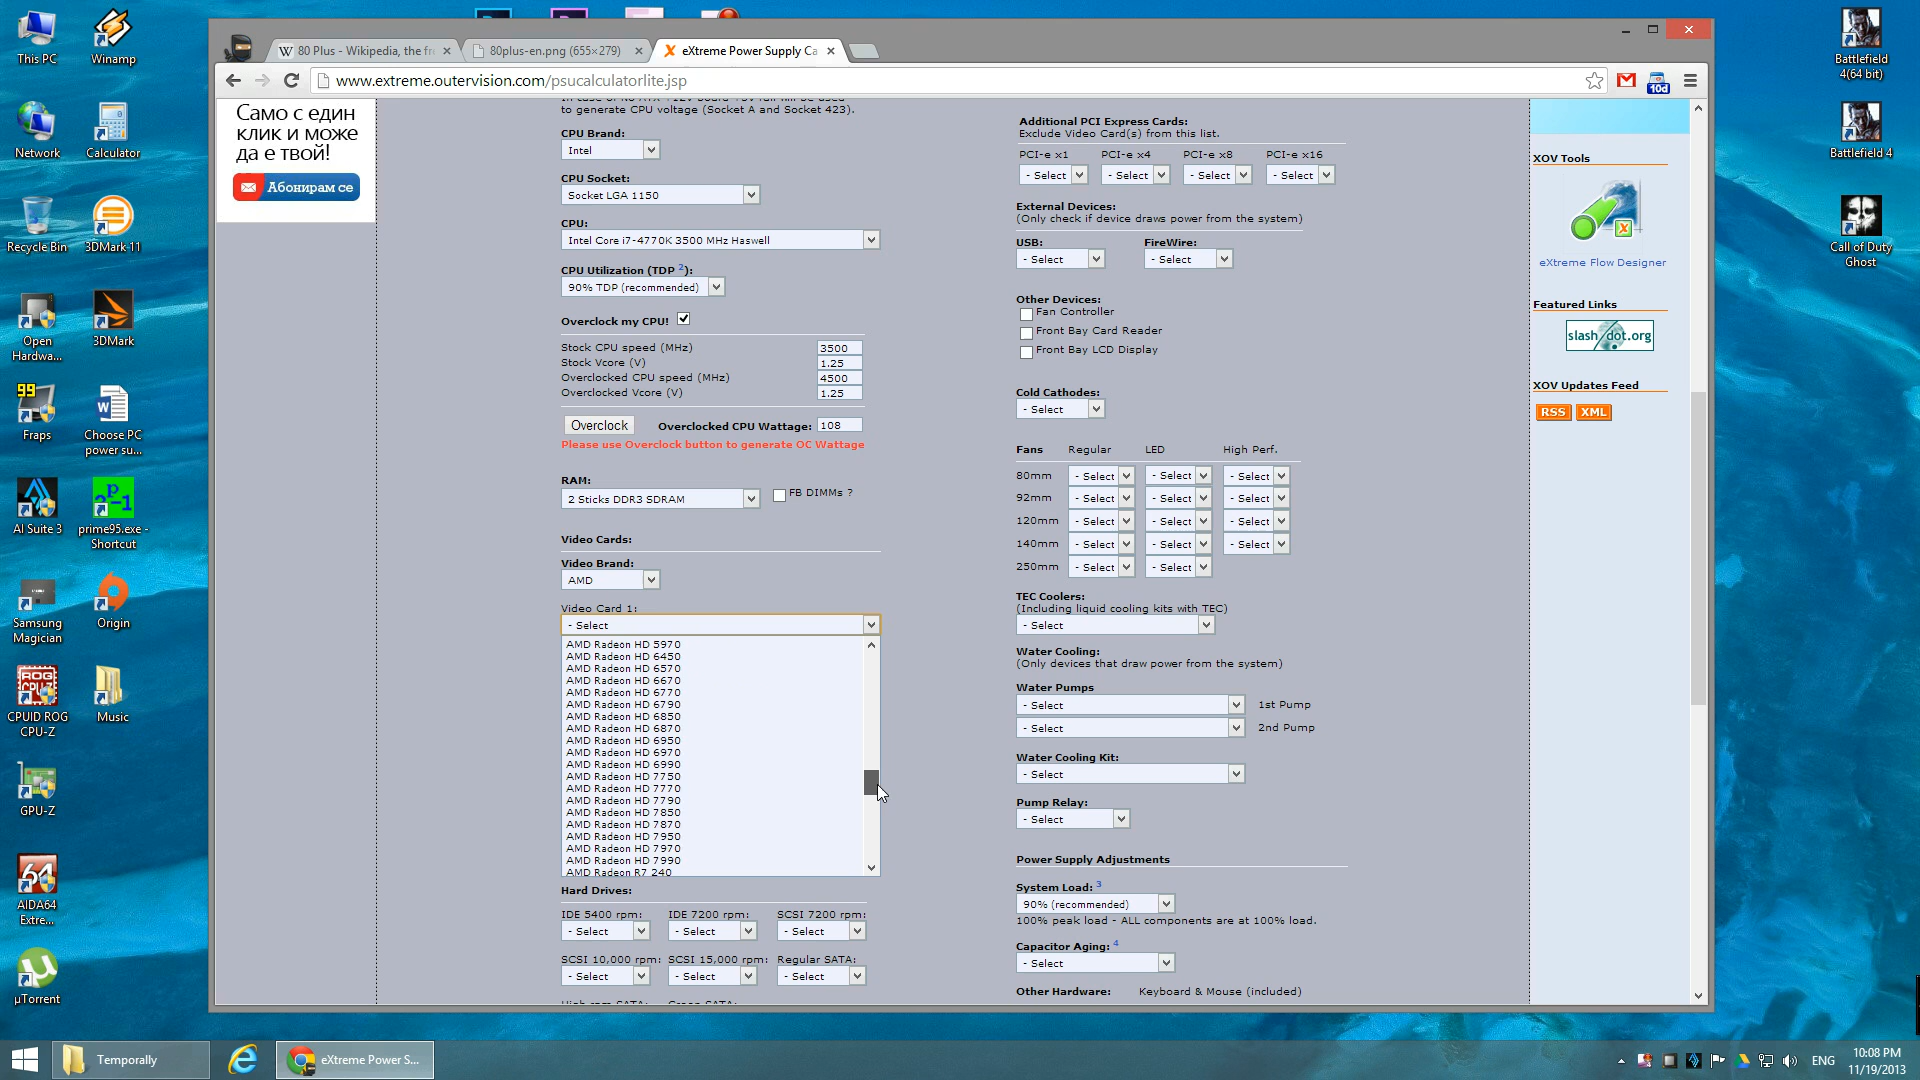 This PC
Winamp
Network
Calculator
Recycle Bin
3DMark 11
Open
Hardwa...
3DMark
99
Fraps
Choose PC
power su...
AI Suite 3
prime95.exe -
Shortcut
Samsung
Magician
Origin
CPUID ROG
CPU-Z
Music
GPU-Z
64
AIDA64
Extre...
µTorrent
Battlefield
4(64 bit)
Battlefield 4
Call of Duty
Ghost
W 80 Plus - Wikipedia, the fr
80plus-en.png (655×279)
X eXtreme Power Supply Ca
www.extreme.outervision.com/psucalculatorlite.jsp
10d
Само с един
клик и може
да е твой!
Абонирам се
to generate CPU voltage (Socket A and Socket 423).
CPU Brand:
Intel
CPU Socket:
Socket LGA 1150
CPU:
Intel Core i7-4770K 3500 MHz Haswell
CPU Utilization (TDP 2):
90% TDP (recommended)
Overclock my CPU!
Stock CPU speed (MHz) 3500
Stock Vcore (V) 1.25
Overclocked CPU speed (MHz) 4500
Overclocked Vcore (V) 1.25
Overclock Overclocked CPU Wattage: 108
Please use Overclock button to generate OC Wattage
RAM:
2 Sticks DDR3 SDRAM FB DIMMs ?
Video Cards:
Video Brand:
AMD
Video Card 1:
- Select
AMD Radeon HD 5970
AMD Radeon HD 6450
AMD Radeon HD 6570
AMD Radeon HD 6670
AMD Radeon HD 6770
AMD Radeon HD 6790
AMD Radeon HD 6850
AMD Radeon HD 6870
AMD Radeon HD 6950
AMD Radeon HD 6970
AMD Radeon HD 6990
AMD Radeon HD 7750
AMD Radeon HD 7770
AMD Radeon HD 7790
AMD Radeon HD 7850
AMD Radeon HD 7870
AMD Radeon HD 7950
AMD Radeon HD 7970
AMD Radeon HD 7990
AMD Radeon R7 240
Hard Drives:
IDE 5400 rpm: IDE 7200 rpm: SCSI 7200 rpm:
- Select - Select - Select
SCSI 10,000 rpm: SCSI 15,000 rpm: Regular SATA:
- Select - Select - Select
Additional PCI Express Cards:
Exclude Video Card(s) from this list.
PCI-e x1 PCI-e x4 PCI-e x8 PCI-e x16
- Select - Select - Select - Select
External Devices:
(Only check if device draws power from the system)
USB: FireWire:
- Select - Select
Other Devices:
Fan Controller
Front Bay Card Reader
Front Bay LCD Display
Cold Cathodes:
- Select
Fans Regular LED High Perf.
80mm - Select - Select - Select
92mm - Select - Select - Select
120mm - Select - Select - Select
140mm - Select - Select - Select
250mm - Select - Select
TEC Coolers:
(Including liquid cooling kits with TEC)
- Select
Water Cooling:
(Only devices that draw power from the system)
Water Pumps
- Select 1st Pump
- Select 2nd Pump
Water Cooling Kit:
- Select
Pump Relay:
- Select
Power Supply Adjustments
System Load: 3
90% (recommended)
100% peak load - ALL components are at 100% load.
Capacitor Aging: 4
- Select
Other Hardware: Keyboard & Mouse (included)
XOV Tools
X
eXtreme Flow Designer
Featured Links
slash/dot.org
XOV Updates Feed
RSS XML
Temporally
eXtreme Power S...
ENG
10:08 PM
11/19/2013